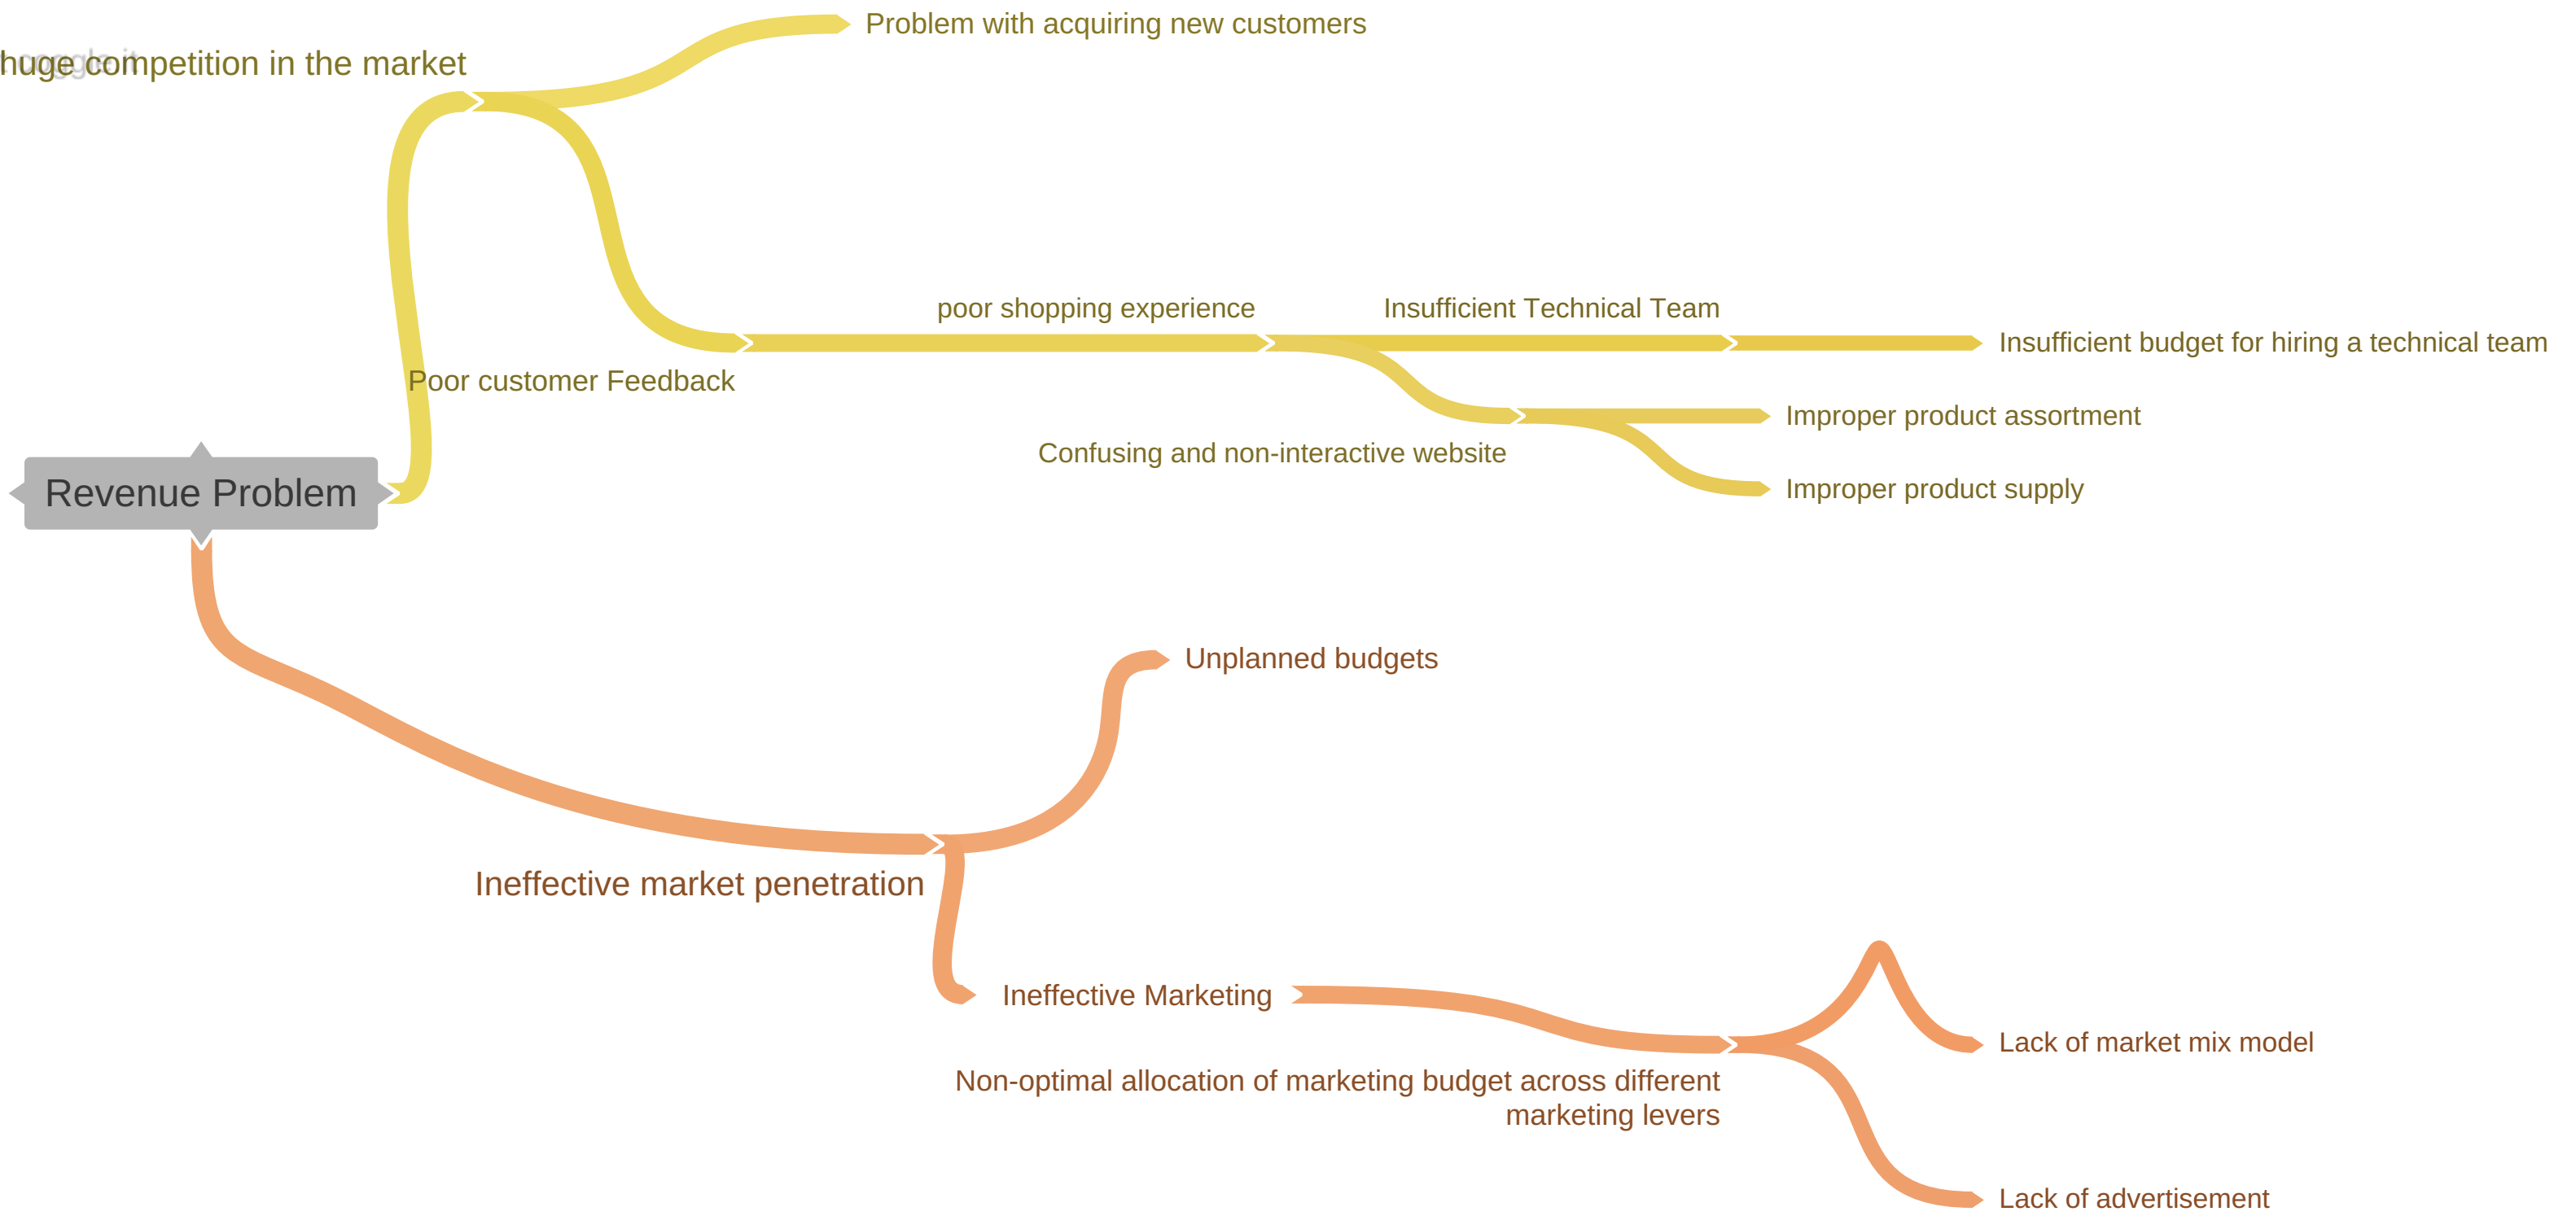 Problem with acquiring new customers
coggle.it
huge competition in the market
poor shopping experience
Insufficient Technical Team
Insufficient budget for hiring a technical team
Poor customer Feedback
Improper product assortment
Confusing and non-interactive website
Improper product supply
Revenue Problem
Unplanned budgets
Ineffective market penetration
Ineffective Marketing
Lack of market mix model
Non-optimal allocation of marketing budget across different
marketing levers
Lack of advertisement